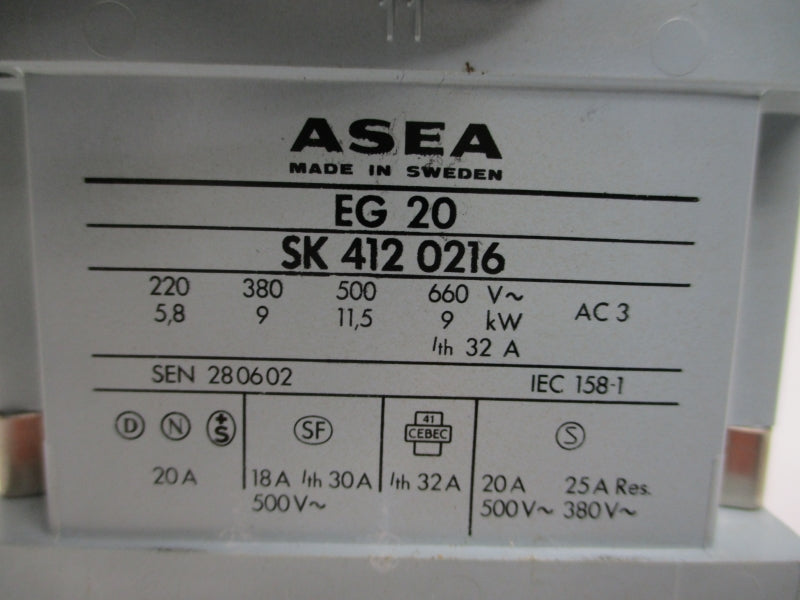 11
ASEA
MADE IN SWEDEN
EG 20
SK 412 0216
220 380 500 660 V~
5,8 9 11,5 9 kW AC 3
Ith 32 A
SEN 280602 IEC 158-1
D N +S SF 41 CEBEC S
20 A 18 A Ith 30 A Ith 32 A 20 A 25 A Res.
500 V~ 500 V~ 380 V~